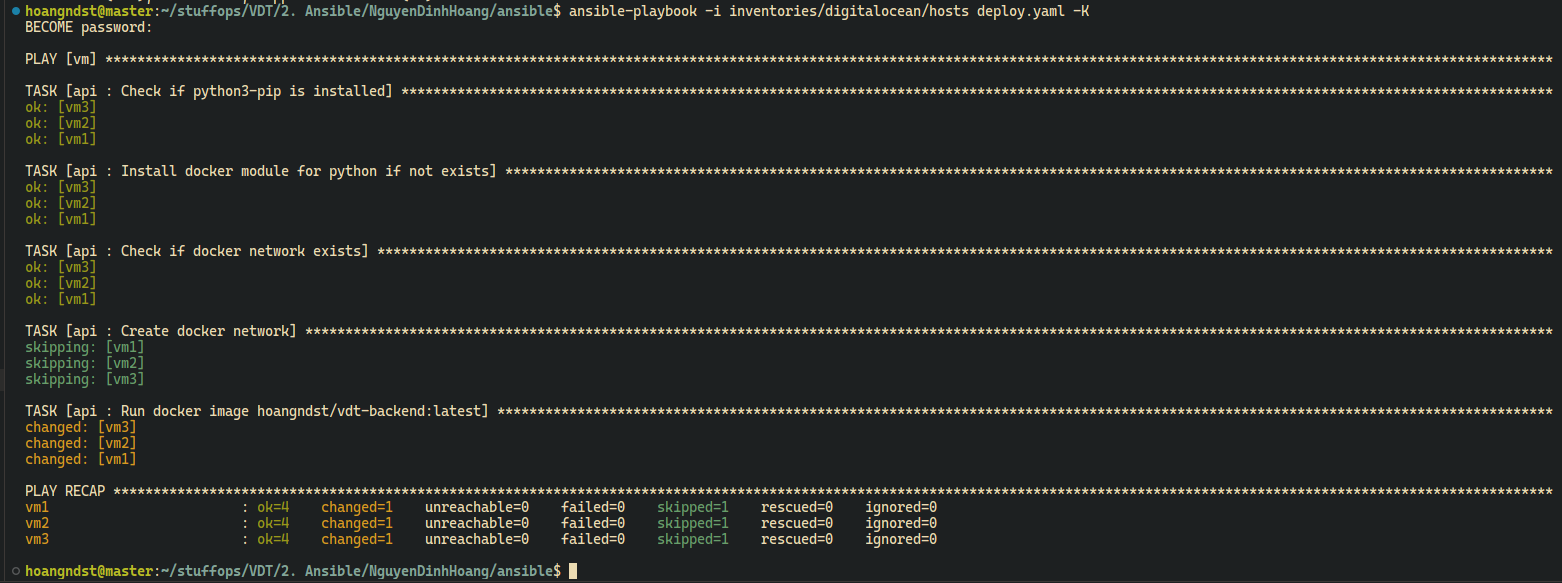 hoangndst@master:~/stuffops/VDT/2. Ansible/NguyenDinhHoang/ansible$ ansible-playbook -i inventories/digitalocean/hosts deploy.yaml -K
BECOME password:
PLAY [vm] *************************************************************************************************************************************************************************************
TASK [api : Check if python3-pip is installed] ************************************************************************************************************************************************
ok: [vm3]
ok: [vm2]
ok: [vm1]
TASK [api : Install docker module for python if not exists] ***********************************************************************************************************************************
ok: [vm3]
ok: [vm2]
ok: [vm1]
TASK [api : Check if docker network exists] ***************************************************************************************************************************************************
ok: [vm3]
ok: [vm2]
ok: [vm1]
TASK [api : Create docker network] ************************************************************************************************************************************************************
skipping: [vm1]
skipping: [vm2]
skipping: [vm3]
TASK [api : Run docker image hoangndst/vdt-backend:latest] ************************************************************************************************************************************
changed: [vm3]
changed: [vm2]
changed: [vm1]
PLAY RECAP ************************************************************************************************************************************************************************************
vm1                        : ok=4    changed=1    unreachable=0    failed=0    skipped=1    rescued=0    ignored=0
vm2                        : ok=4    changed=1    unreachable=0    failed=0    skipped=1    rescued=0    ignored=0
vm3                        : ok=4    changed=1    unreachable=0    failed=0    skipped=1    rescued=0    ignored=0
hoangndst@master:~/stuffops/VDT/2. Ansible/NguyenDinhHoang/ansible$